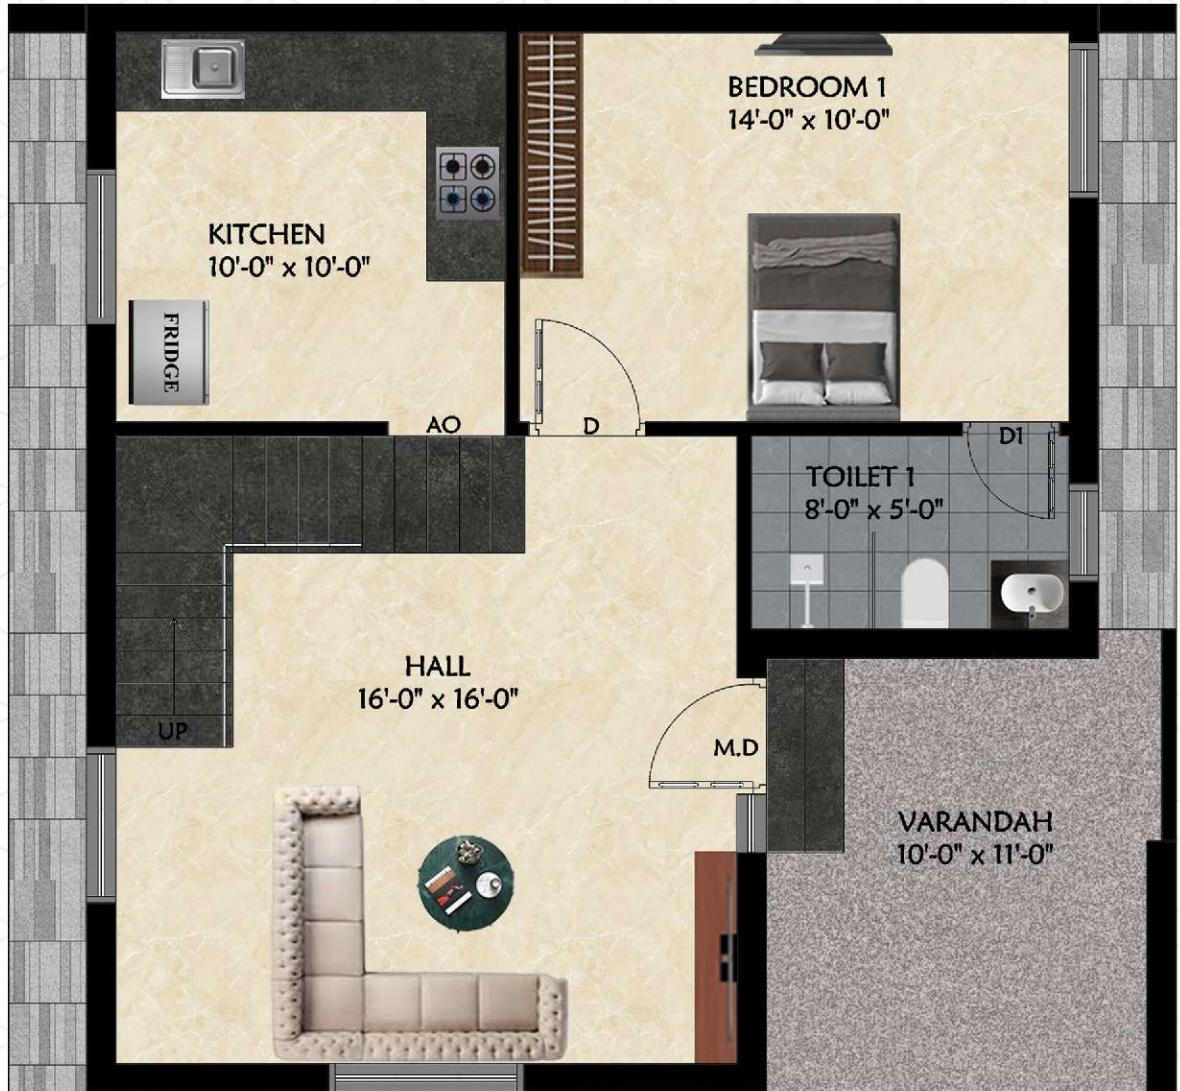 BEDROOM 1
14'-0" x 10'-0"
KITCHEN
10'-0" x 10'-0"
FRIDGE
AO
D
D1
TOILET 1
8'-0" x 5'-0"
HALL
16'-0" x 16'-0"
UP
M.D
VARANDAH
10'-0" x 11'-0"